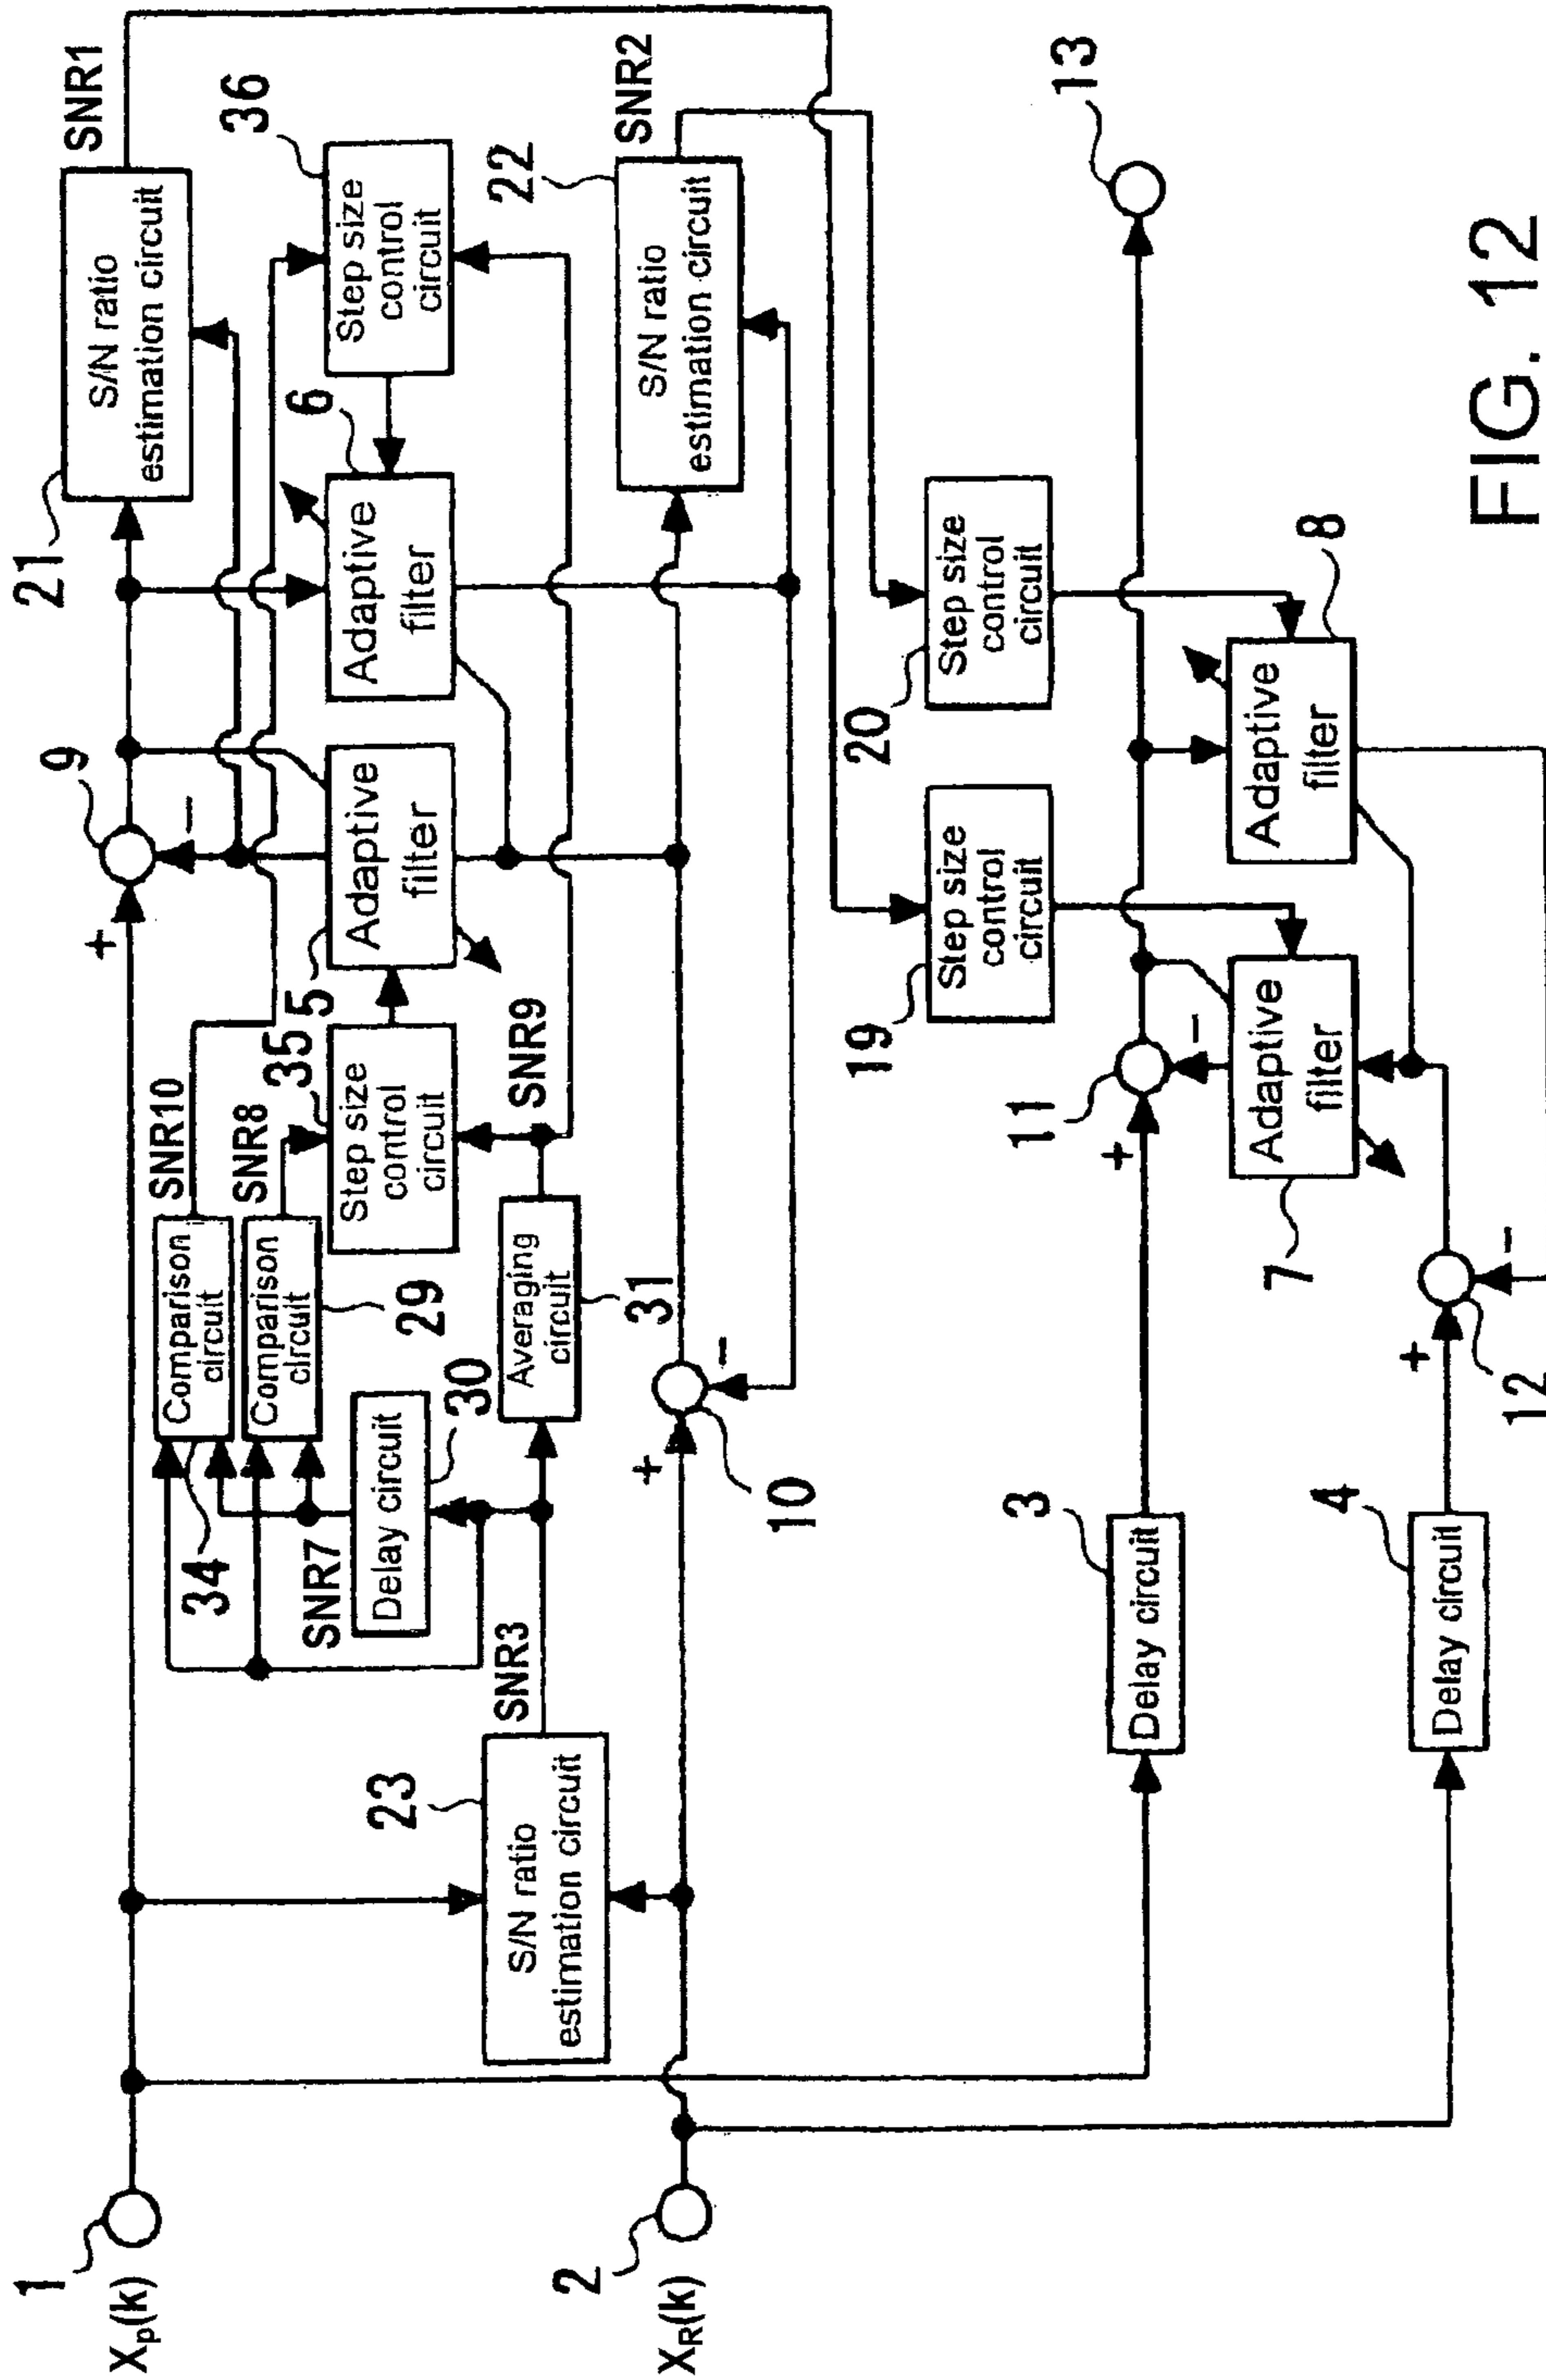 1
X_p(k)
2
X_R(k)
23
S/N ratio
estimation circuit
SNR3
SNR7
34
Comparison
circuit
SNR10
Comparison
circuit
SNR8
29
Delay circuit
30
Averaging
circuit
31
SNR9
35
Step size
control
circuit
5
Adaptive
filter
+
9
−
6
Adaptive
filter
36
Step size
control
circuit
21
S/N ratio
estimation circuit
SNR1
22
S/N ratio
estimation circuit
SNR2
+
10
−
3
Delay circuit
4
Delay circuit
+
11
−
+
12
−
7
Adaptive
filter
19
Step size
control
circuit
20
Step size
control
circuit
8
Adaptive
filter
13
FIG. 12